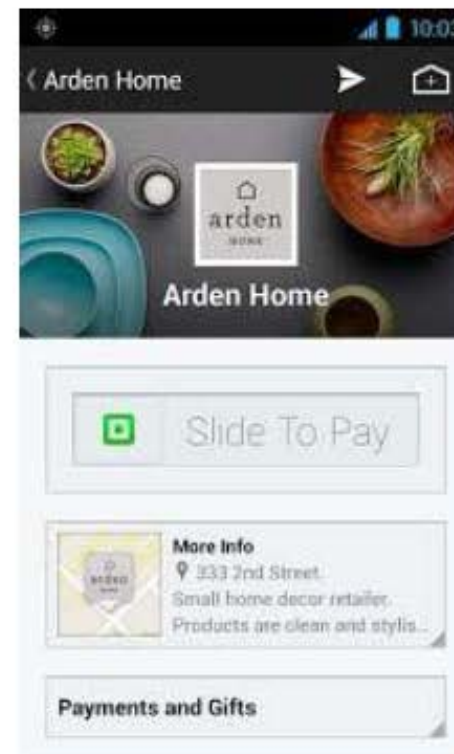 10:03
Arden Home
arden
HOME
Arden Home
Slide To Pay
More Info
333 2nd Street.
Small home decor retailer.
Products are clean and stylis...
arden
Payments and Gifts